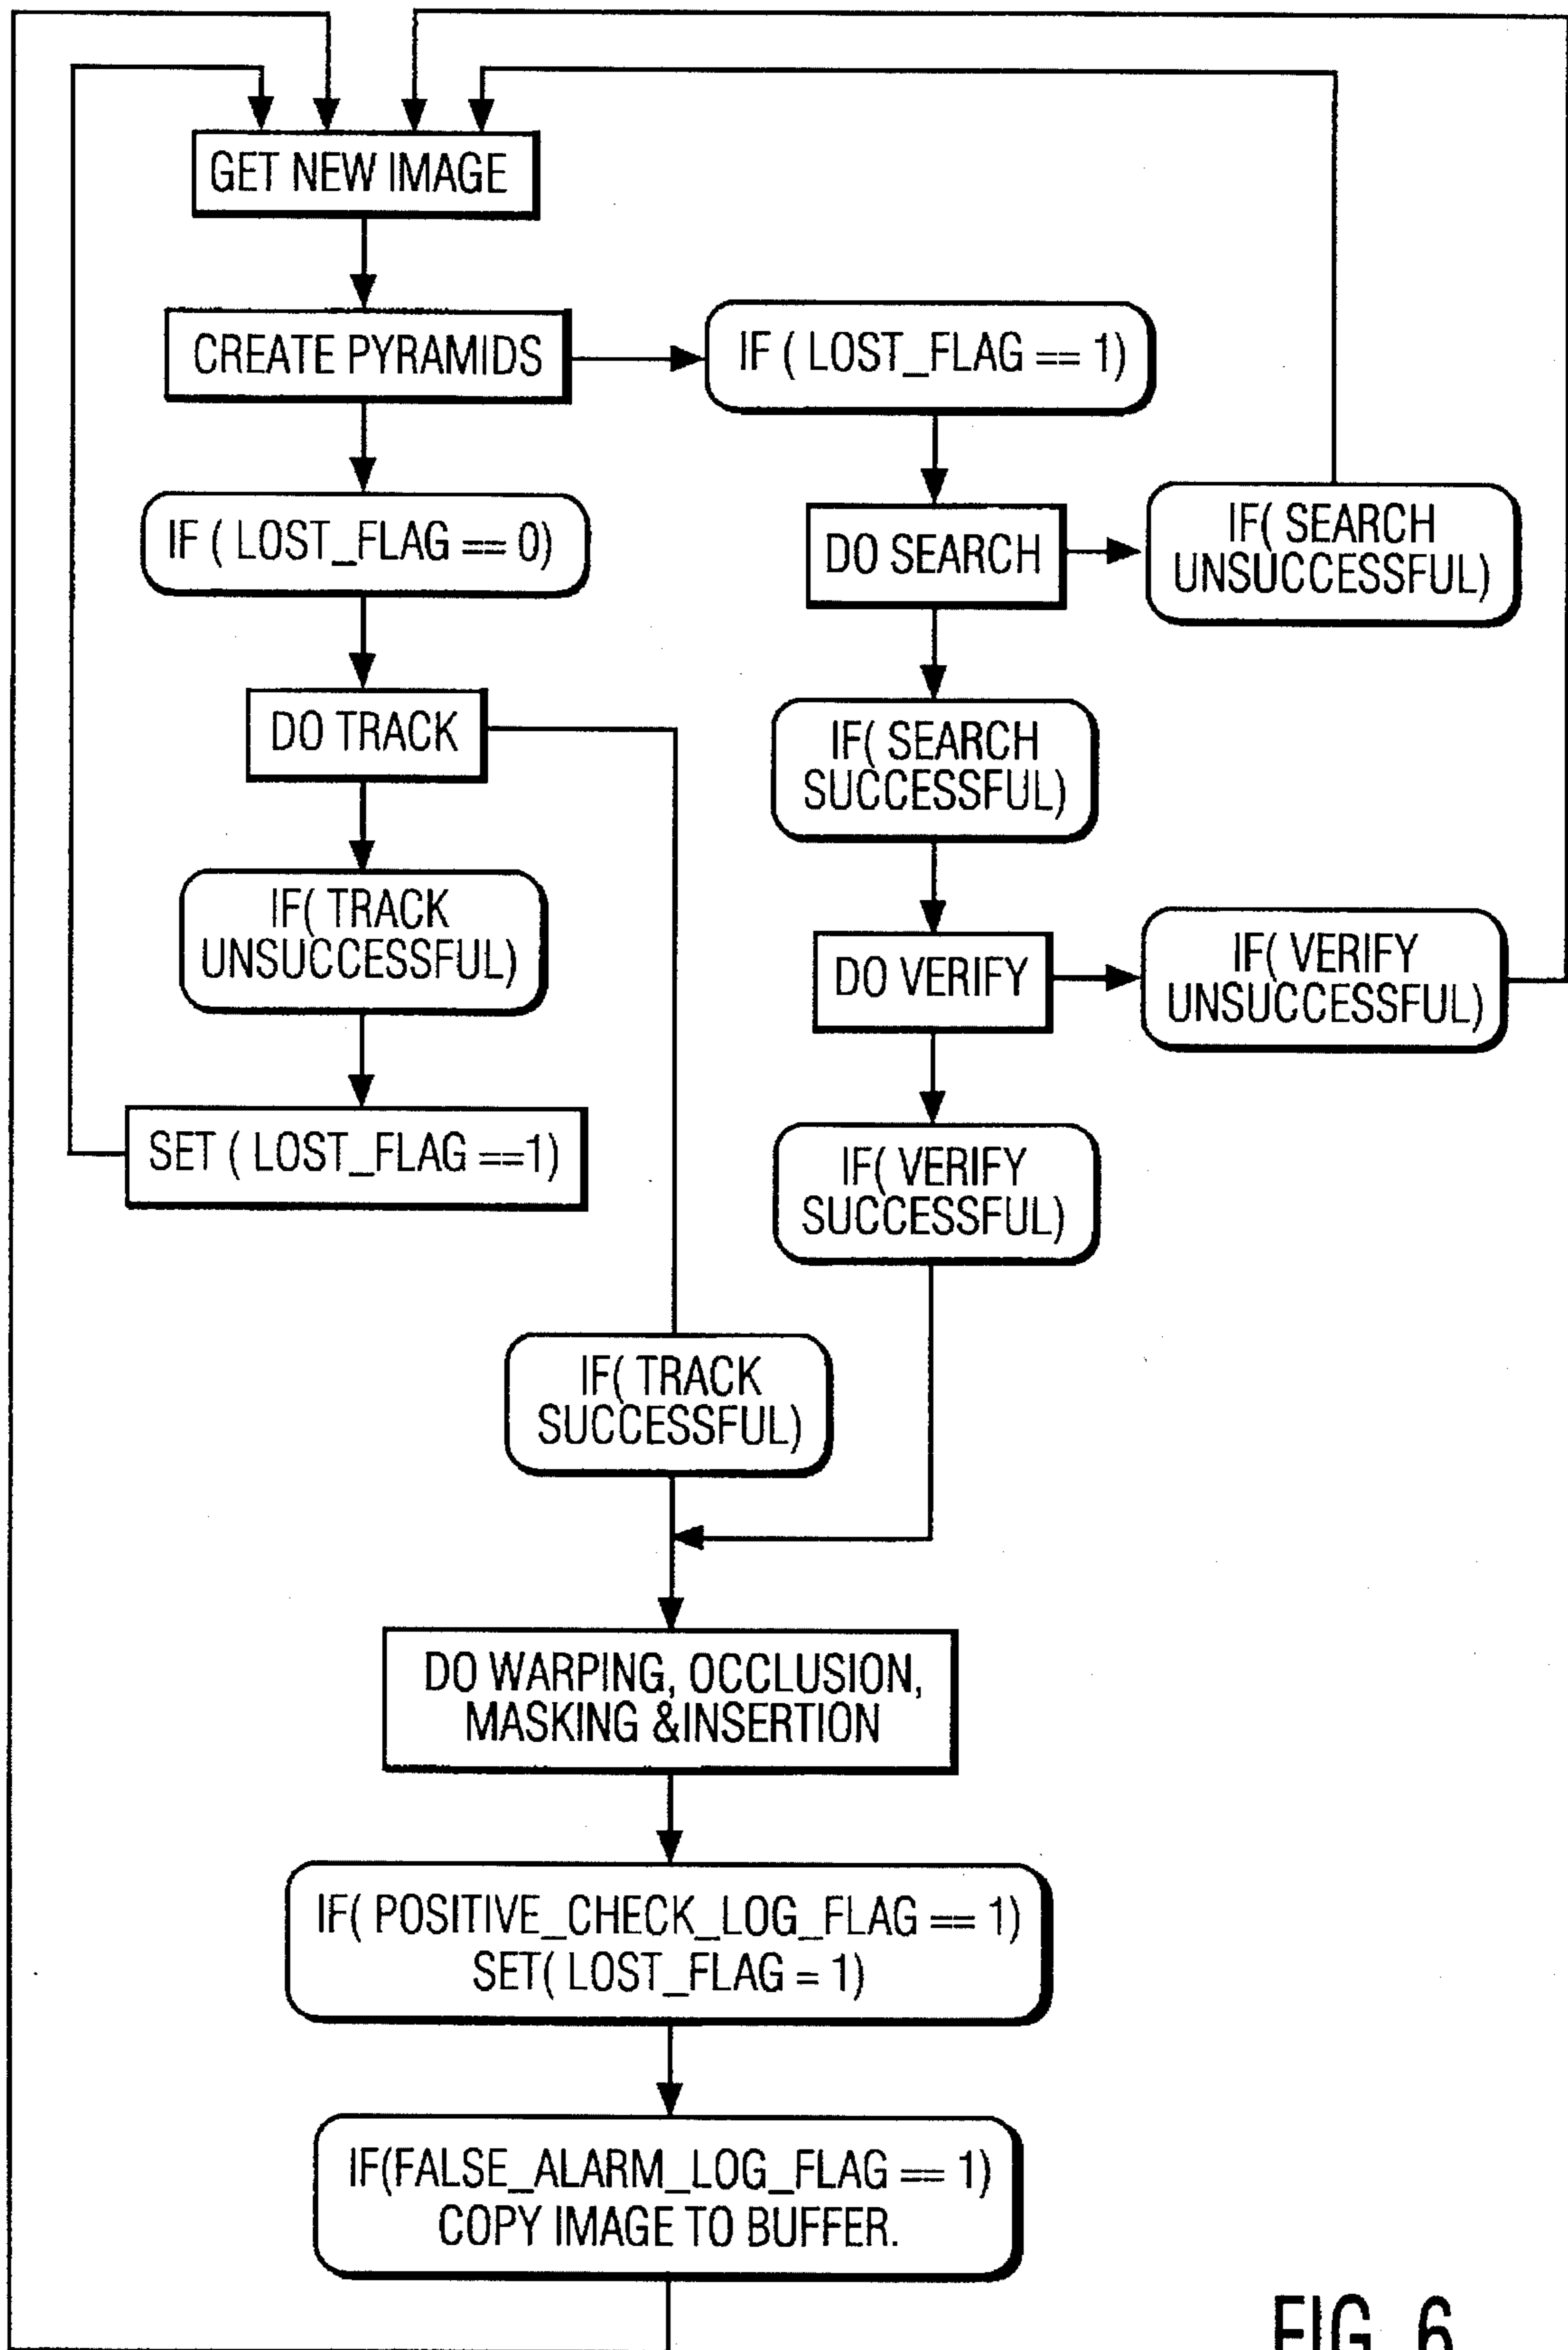 GET NEW IMAGE
CREATE PYRAMIDS
IF ( LOST_FLAG == 1)
IF ( LOST_FLAG == 0)
DO SEARCH
IF( SEARCH
UNSUCCESSFUL)
DO TRACK
IF( SEARCH
SUCCESSFUL)
IF( TRACK
UNSUCCESSFUL)
DO VERIFY
IF( VERIFY
UNSUCCESSFUL)
SET ( LOST_FLAG ==1)
IF( VERIFY
SUCCESSFUL)
IF( TRACK
SUCCESSFUL)
DO WARPING, OCCLUSION,
MASKING &INSERTION
IF( POSITIVE_CHECK_LOG_FLAG == 1)
SET( LOST_FLAG = 1)
IF(FALSE_ALARM_LOG_FLAG == 1)
COPY IMAGE TO BUFFER.
FIG. 6